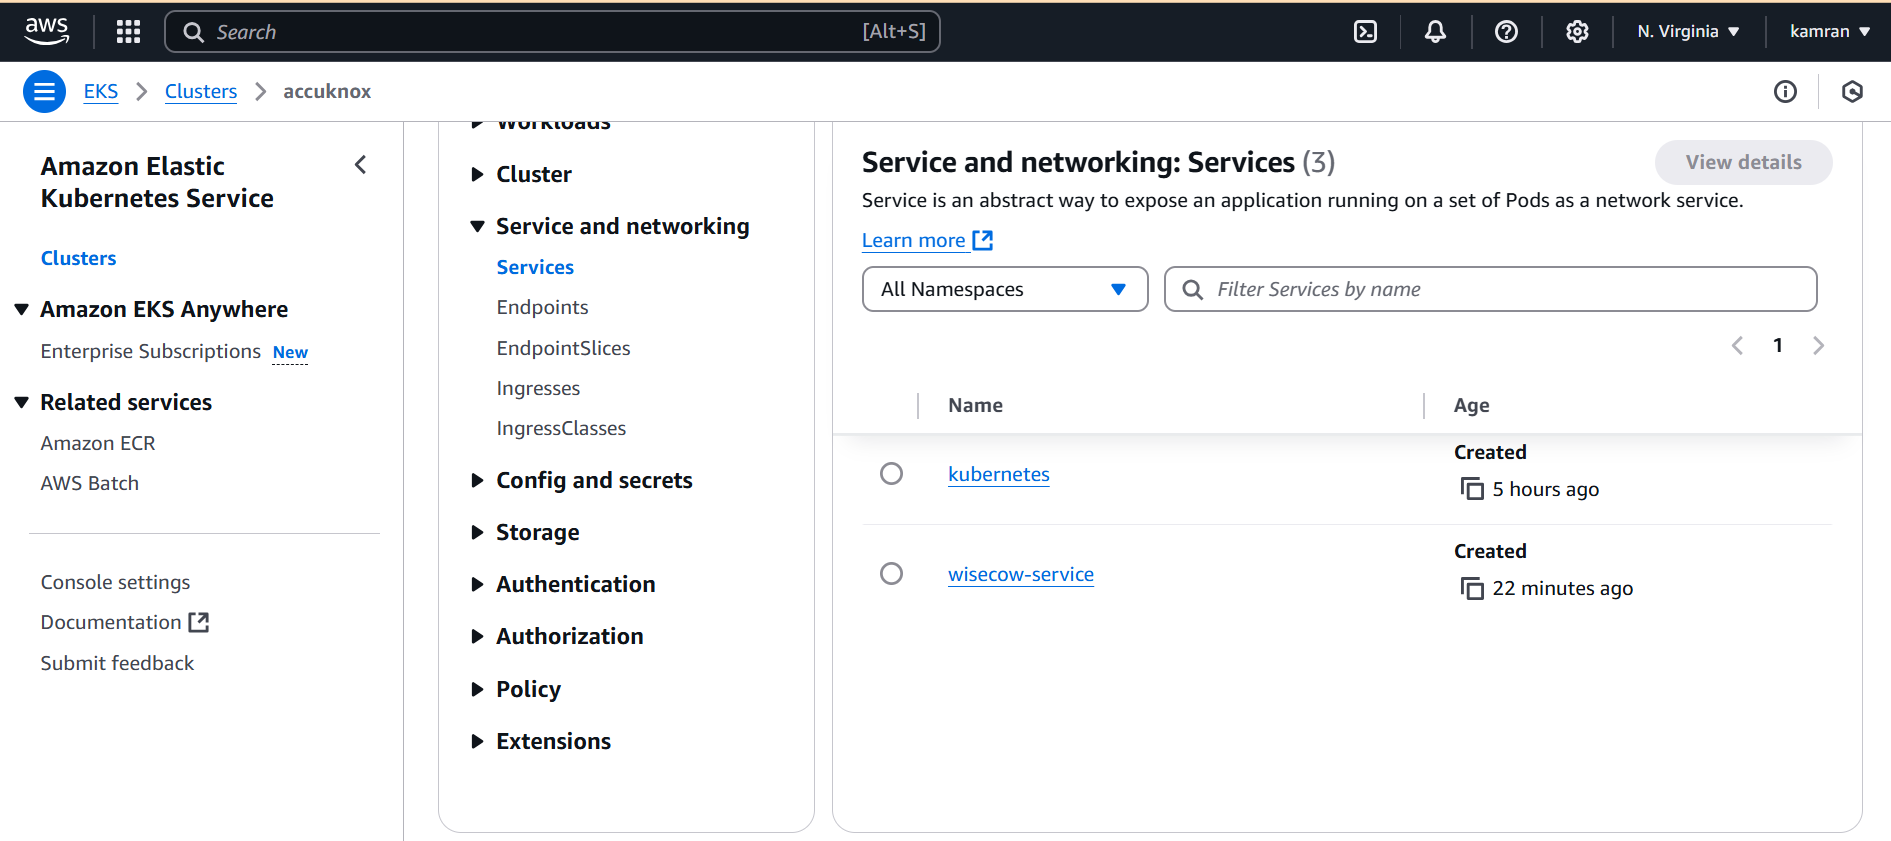 aws
Search
[Alt+S]
N. Virginia
kamran
EKS
Clusters
accuknox
Amazon Elastic
Kubernetes Service
Clusters
Amazon EKS Anywhere
Enterprise Subscriptions New
Related services
Amazon ECR
AWS Batch
Console settings
Documentation
Submit feedback
Workloads
Cluster
Service and networking
Services
Endpoints
EndpointSlices
Ingresses
IngressClasses
Config and secrets
Storage
Authentication
Authorization
Policy
Extensions
Service and networking: Services (3)
View details
Service is an abstract way to expose an application running on a set of Pods as a network service.
Learn more
All Namespaces
Filter Services by name
1
Name
Age
kubernetes
Created
5 hours ago
wisecow-service
Created
22 minutes ago